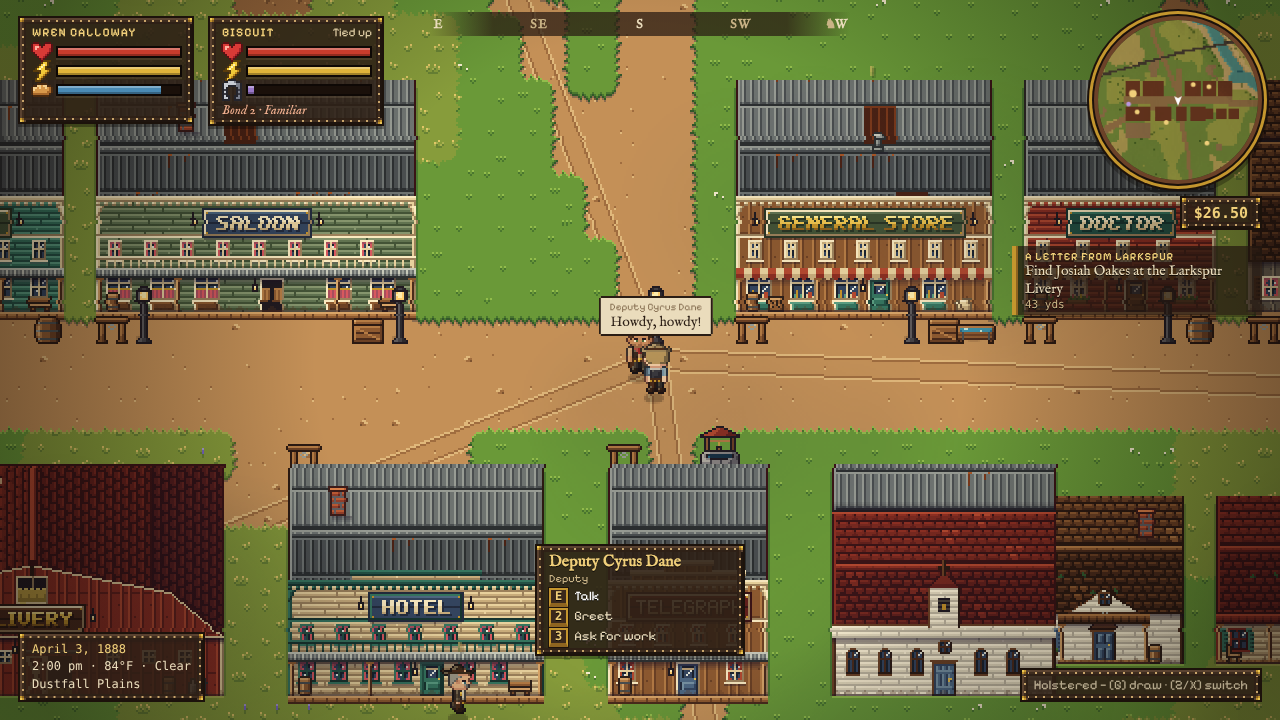 WREN CALLOWAY
BISCUIT Tied up
Bond 2 · Familiar
E SE S SW W
SALOON
GENERAL STORE
DOCTOR
$26.50
A LETTER FROM LARKSPUR
Find Josiah Oakes at the Larkspur
Livery
43 yds
Deputy Cyrus Dane
Howdy, howdy!
Deputy Cyrus Dane
Deputy
E Talk
2 Greet
3 Ask for work
HOTEL
TELEGRAPH
LIVERY
April 3, 1888
2:00 pm · 84°F · Clear
Dustfall Plains
Holstered - (G) draw · (Z/X) switch